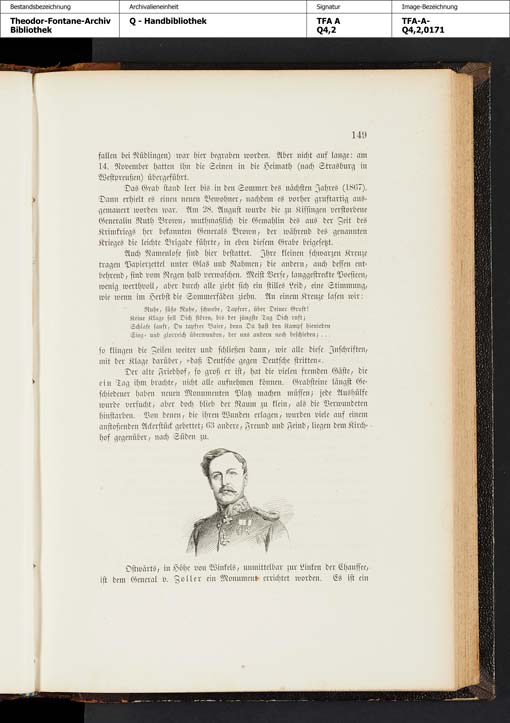 Bestandsbezeichnung
Archivalieneinheit
Signatur
Image-Bezeichnung
Theodor-Fontane-Archiv
Bibliothek
Q - Handbibliothek
TFA A
Q4,2
TFA-A-
Q4,2,0171
149
fallen bei Nüdlingen) war hier begraben worden. Aber nicht auf lange: am
14. November hatten ihn die Seinen in die Heimath (nach Strasburg in
Westpreußen) übergeführt.
Das Grab stand leer bis in den Sommer des nächsten Jahres (1867).
Dann erhielt es einen neuen Bewohner, nachdem es vorher gruftartig aus-
gemauert worden war. Am 28. August wurde die zu Kissingen verstorbene
Generalin Ruth Brown, muthmaßlich die Gemahlin des aus der Zeit des
Krimkriegs her bekannten Generals Brown, der während des genannten
Krieges die leichte Brigade führte, in eben diesem Grabe beigesetzt.
Auch Namenlose sind hier bestattet. Ihre kleinen schwarzen Kreuze
tragen Papierzettel unter Glas und Rahmen; die andern, auch dessen ent-
behrend, sind vom Regen halb verwaschen. Meist Verse, langgestreckte Poesieen,
wenig werthvoll, aber durch alle zieht sich ein stilles Leid, eine Stimmung,
wie wenn im Herbst die Sommerfäden ziehn. An einem Kreuze lasen wir:
Ruhe, süße Ruhe, schwebe, Tapfrer, über Deiner Gruft!
Keine Klage soll Dich stören, bis der jüngste Tag Dich ruft;
Schlafe sanft, Du tapfrer Baier, denn Du hast den Kampf hienieden
Sieg- und glorreich überwunden, der uns andern noch beschieden; ...
so klingen die Zeilen weiter und schließen dann, wie alle diese Inschriften,
mit der Klage darüber, »daß Deutsche gegen Deutsche stritten«.
Der alte Friedhof, so groß er ist, hat die vielen fremden Gäste, die
ein Tag ihm brachte, nicht alle aufnehmen können. Grabsteine längst Ge-
schiedener haben neuen Monumenten Platz machen müssen; jede Aushülfe
wurde versucht, aber doch blieb der Raum zu klein, als die Verwundeten
hinstarben. Von denen, die ihren Wunden erlagen, wurden viele auf einem
anstoßenden Ackerstück gebettet; 63 andere, Freund und Feind, liegen dem Kirch-
hof gegenüber, nach Süden zu.
Ostwärts, in Höhe von Winkels, unmittelbar zur Linken der Chaussee,
ist dem General v. Zoller ein Monument errichtet worden. Es ist ein